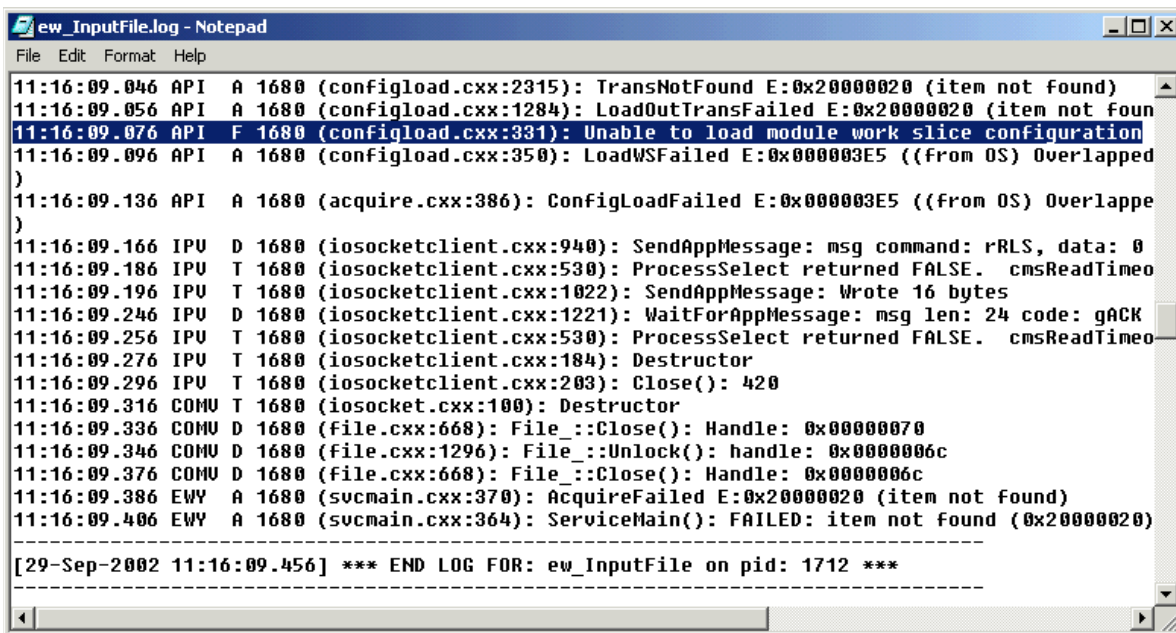 ew_InputFile.log - Notepad
File Edit Format Help
11:16:09.046 API A 1680 (configload.cxx:2315): TransNotFound E:0x20000020 (item not found)
11:16:09.056 API A 1680 (configload.cxx:1284): LoadOutTransFailed E:0x20000020 (item not foun
11:16:09.076 API F 1680 (configload.cxx:331): Unable to load module work slice configuration
11:16:09.096 API A 1680 (configload.cxx:350): LoadWSFailed E:0x000003E5 ((from OS) Overlapped
)
11:16:09.136 API A 1680 (acquire.cxx:386): ConfigLoadFailed E:0x000003E5 ((from OS) Overlappe
)
11:16:09.166 IPV D 1680 (iosocketclient.cxx:940): SendAppMessage: msg command: rRLS, data: 0
11:16:09.186 IPV T 1680 (iosocketclient.cxx:530): ProcessSelect returned FALSE. cmsReadTimeo
11:16:09.196 IPV T 1680 (iosocketclient.cxx:1022): SendAppMessage: Wrote 16 bytes
11:16:09.246 IPV D 1680 (iosocketclient.cxx:1221): WaitForAppMessage: msg len: 24 code: gACK
11:16:09.256 IPV T 1680 (iosocketclient.cxx:530): ProcessSelect returned FALSE. cmsReadTimeo
11:16:09.276 IPV T 1680 (iosocketclient.cxx:184): Destructor
11:16:09.296 IPV T 1680 (iosocketclient.cxx:203): Close(): 420
11:16:09.316 COMV T 1680 (iosocket.cxx:100): Destructor
11:16:09.336 COMV D 1680 (file.cxx:668): File_::Close(): Handle: 0x00000070
11:16:09.346 COMV D 1680 (file.cxx:1296): File_::Unlock(): handle: 0x0000006c
11:16:09.376 COMV D 1680 (file.cxx:668): File_::Close(): Handle: 0x0000006c
11:16:09.386 EWY A 1680 (svcmain.cxx:370): AcquireFailed E:0x20000020 (item not found)
11:16:09.406 EWY A 1680 (svcmain.cxx:364): ServiceMain(): FAILED: item not found (0x20000020)
--------------------------------------------------------------------------------
[29-Sep-2002 11:16:09.456] *** END LOG FOR: ew_InputFile on pid: 1712 ***
--------------------------------------------------------------------------------